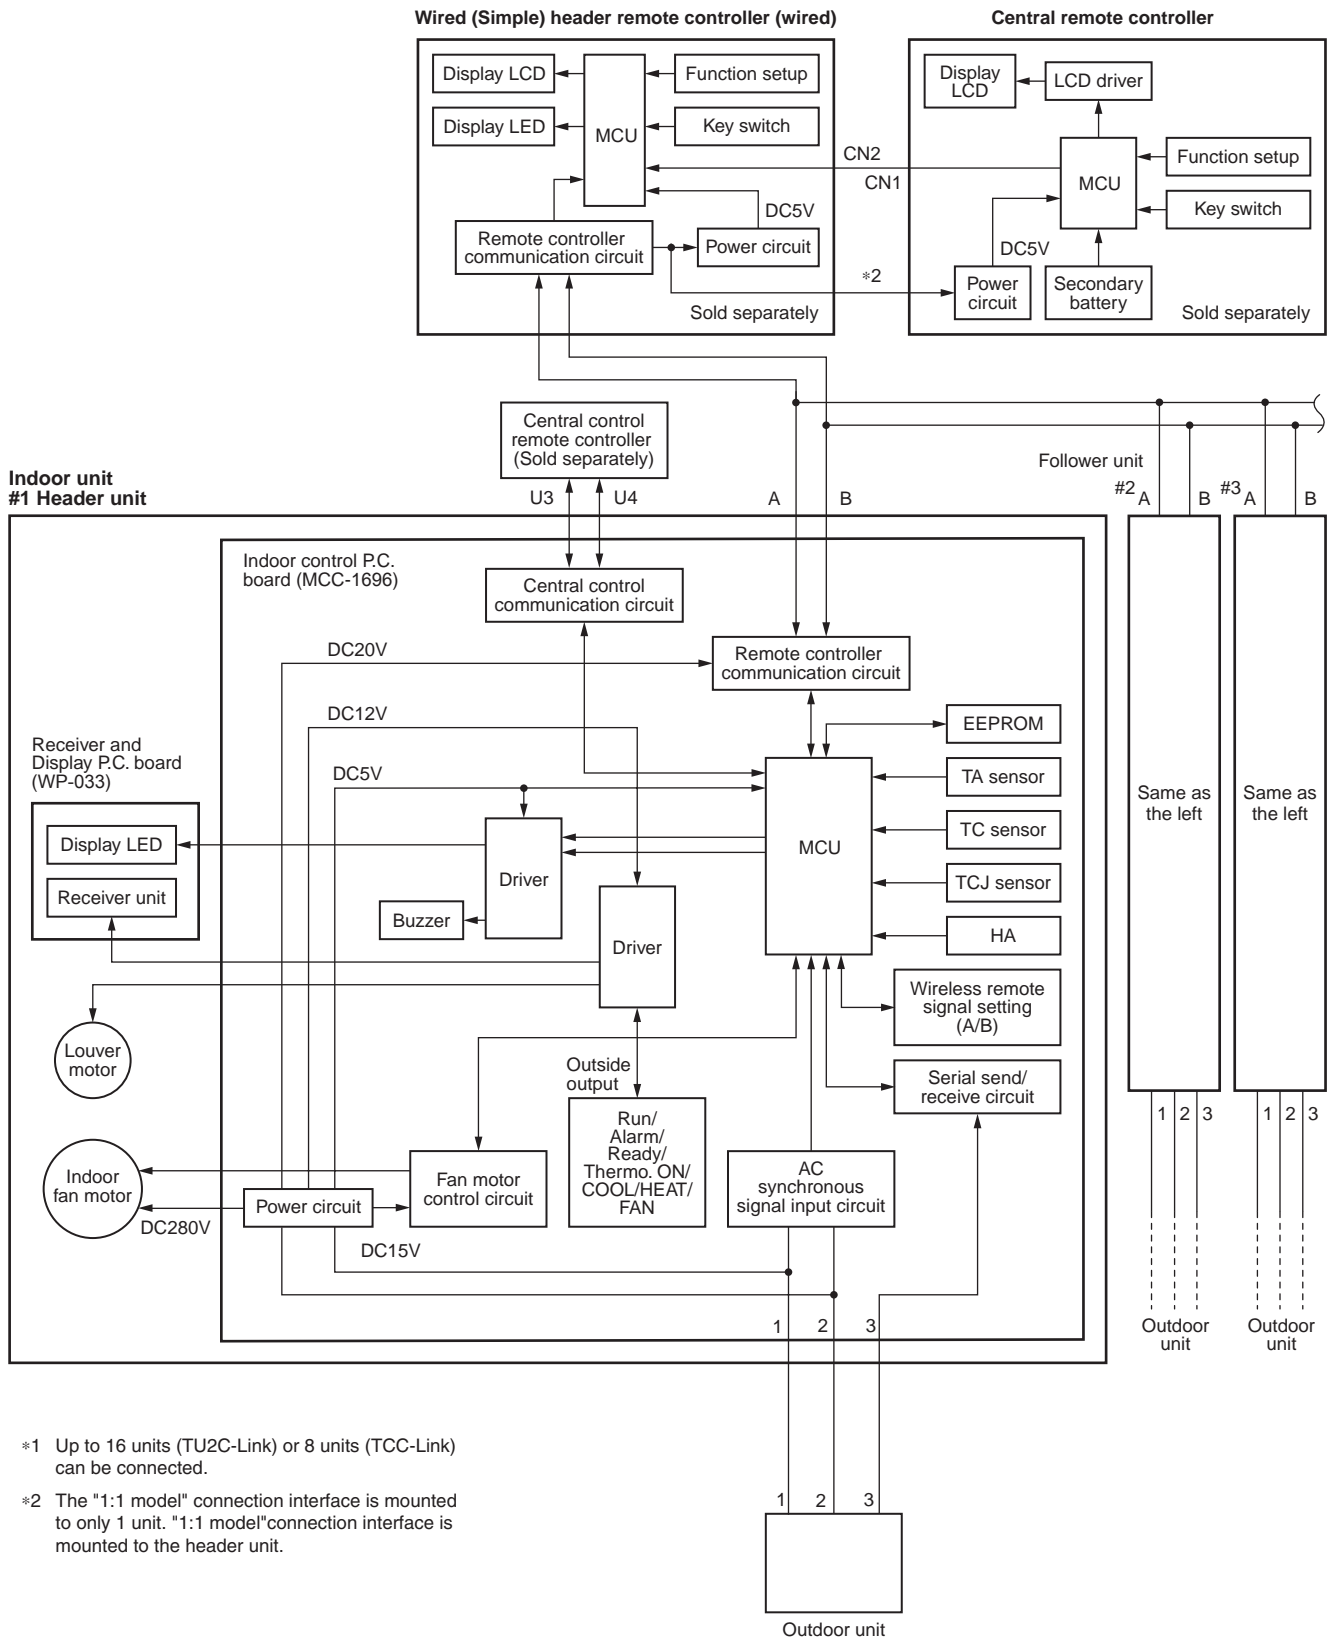 Wired (Simple) header remote controller (wired)
Central remote controller
Display LCD
MCU
Function setup
Display LED
Key switch
DC5V
Remote controller
communication circuit
Power circuit
Sold separately
CN2
CN1
∗2
Display
LCD
LCD driver
MCU
Function setup
Key switch
DC5V
Power
circuit
Secondary
battery
Sold separately
Central control
remote controller
(Sold separately)
U3
U4
A
B
Follower unit
#2
A
B
#3
A
B
Indoor unit
#1 Header unit
Indoor control P.C.
board (MCC-1696)
Central control
communication circuit
DC20V
Remote controller
communication circuit
DC12V
EEPROM
Receiver and
Display P.C. board
(WP-033)
DC5V
TA sensor
Display LED
TC sensor
MCU
Driver
Receiver unit
TCJ sensor
Buzzer
HA
Driver
Wireless remote
signal setting
(A/B)
Louver
motor
Outside
output
Serial send/
receive circuit
Run/
Alarm/
Ready/
Thermo. ON/
COOL/HEAT/
FAN
Indoor
fan motor
Fan motor
control circuit
AC
synchronous
signal input circuit
Power circuit
DC280V
DC15V
1
2
3
Same as
the left
Same as
the left
1
2
3
1
2
3
Outdoor
unit
Outdoor
unit
∗1 Up to 16 units (TU2C-Link) or 8 units (TCC-Link)
can be connected.
∗2 The "1:1 model" connection interface is mounted
to only 1 unit. "1:1 model"connection interface is
mounted to the header unit.
1
2
3
Outdoor unit